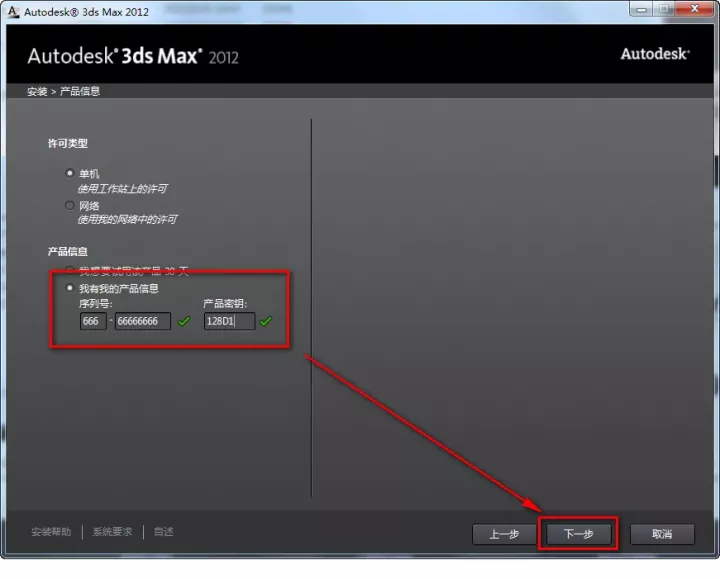 Autodesk® 3ds Max 2012
Autodesk® 3ds Max® 2012
Autodesk®
安装 > 产品信息
许可类型
单机
使用工作站上的许可
网络
使用我的网络中的许可
产品信息
我想要试用该产品 30 天
我有我的产品信息
序列号: 产品密钥:
666 - 66666666 128D1
安装帮助 系统要求 自述
上一步 下一步 取消